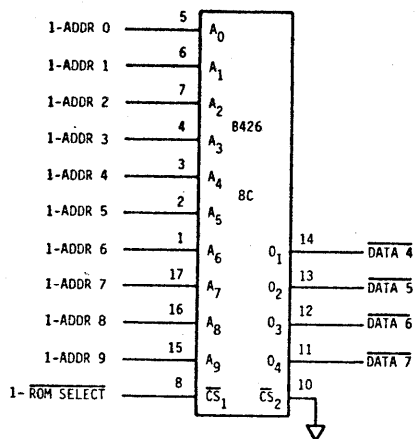 1-ADDR 0 5 A0
1-ADDR 1 6 A1
1-ADDR 2 7 A2
1-ADDR 3 4 A3
B426
1-ADDR 4 3 A4
8C
1-ADDR 5 2 A5
1-ADDR 6 1 A6 O1 14 DATA 4
1-ADDR 7 17 A7 O2 13 DATA 5
1-ADDR 8 16 A8 O3 12 DATA 6
1-ADDR 9 15 A9 O4 11 DATA 7
1-ROM SELECT 8 CS1 CS2 10